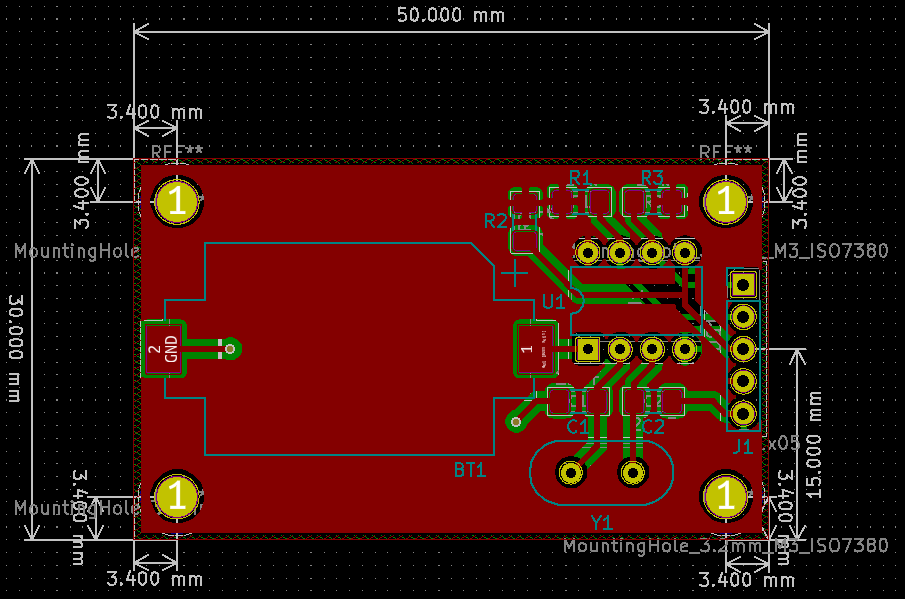 50.000 mm
3.400 mm
3.400 mm
REF**
REF**
3.400 mm
3.400 mm
1
1
R1
R3
R2
MountingHole
_M3_ISO7380
U1
30.000 mm
2
GND
1
C1
C2
J1
x05
BT1
15.000 mm
3.400 mm
3.400 mm
1
1
MountingHole
Y1
MountingHole_3.2mm_M3_ISO7380
3.400 mm
3.400 mm